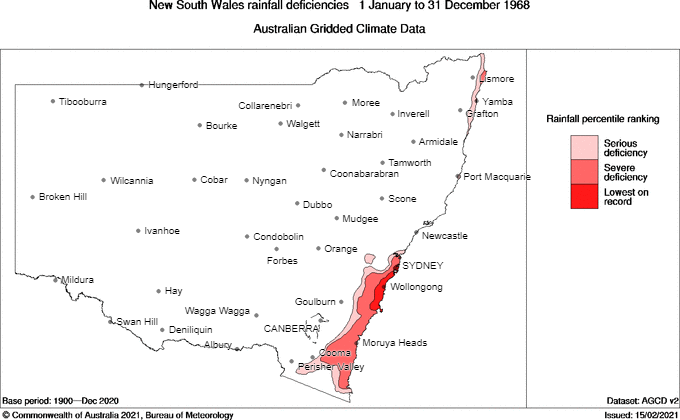 New South Wales rainfall deficiencies 1 January to 31 December 1968
Australian Gridded Climate Data
Hungerford
Lismore
Tibooburra
Collarenebri
Moree
Yamba
Inverell
Grafton
Bourke
Walgett
Narrabri
Armidale
Tamworth
Coonabarabran
Port Macquarie
Wilcannia
Cobar
Nyngan
Broken Hill
Scone
Dubbo
Mudgee
Ivanhoe
Condobolin
Newcastle
Orange
Forbes
SYDNEY
Mildura
Wollongong
Hay
Goulburn
Wagga Wagga
Swan Hill
CANBERRA
Deniliquin
Albury
Moruya Heads
Cooma
Perisher Valley
Rainfall percentile ranking
Serious
deficiency
Severe
deficiency
Lowest on
record
Base period: 1900—Dec 2020
Dataset: AGCD v2
© Commonwealth of Australia 2021, Bureau of Meteorology
Issued: 15/02/2021